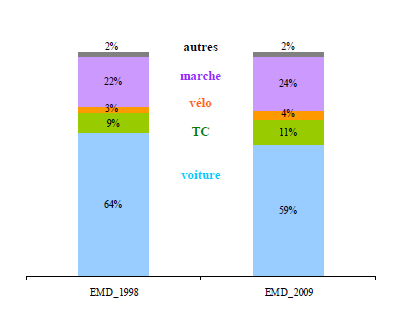 2% autres 2%
22% marche 24%
3% vélo 4%
9% TC 11%
voiture
64% 59%
EMD_1998 EMD_2009